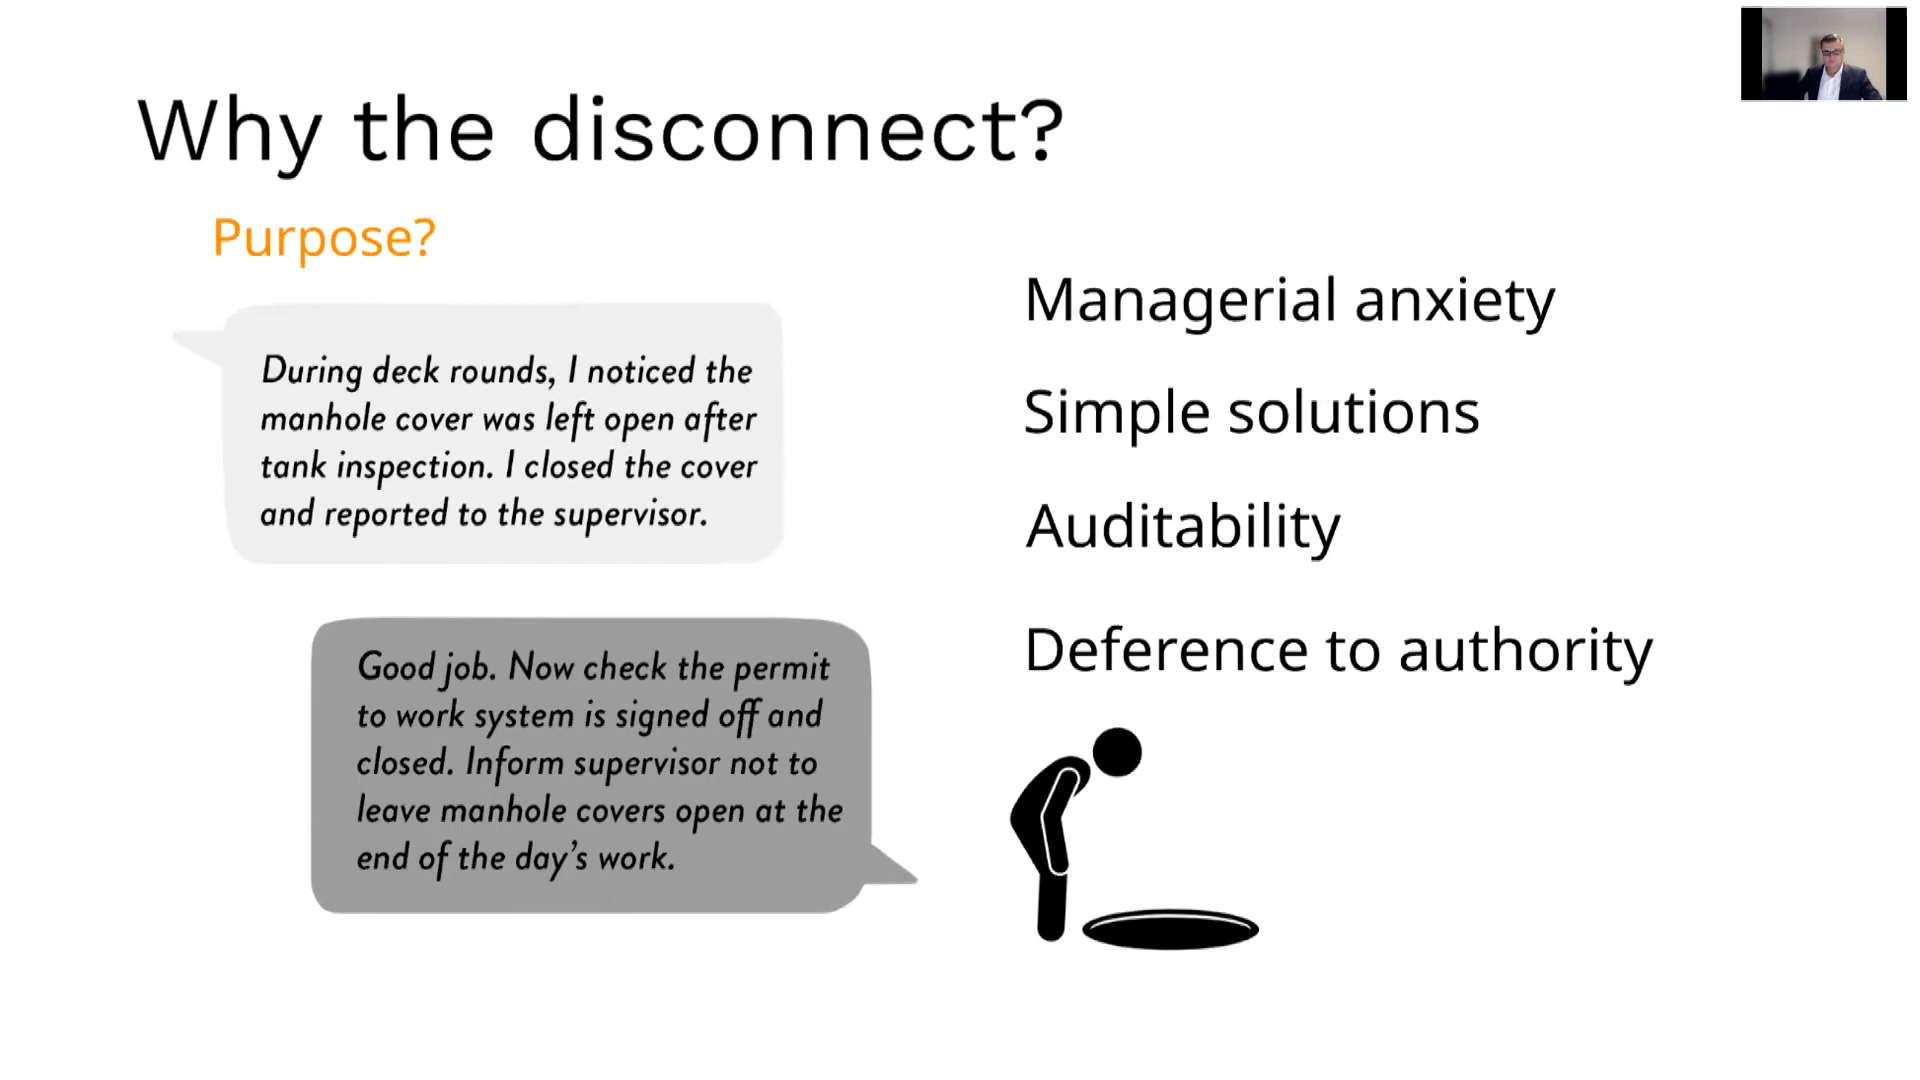 Why the disconnect?
Purpose?
During deck rounds, I noticed the
manhole cover was left open after
tank inspection. I closed the cover
and reported to the supervisor.
Good job. Now check the permit
to work system is signed off and
closed. Inform supervisor not to
leave manhole covers open at the
end of the day's work.
Managerial anxiety
Simple solutions
Auditability
Deference to authority